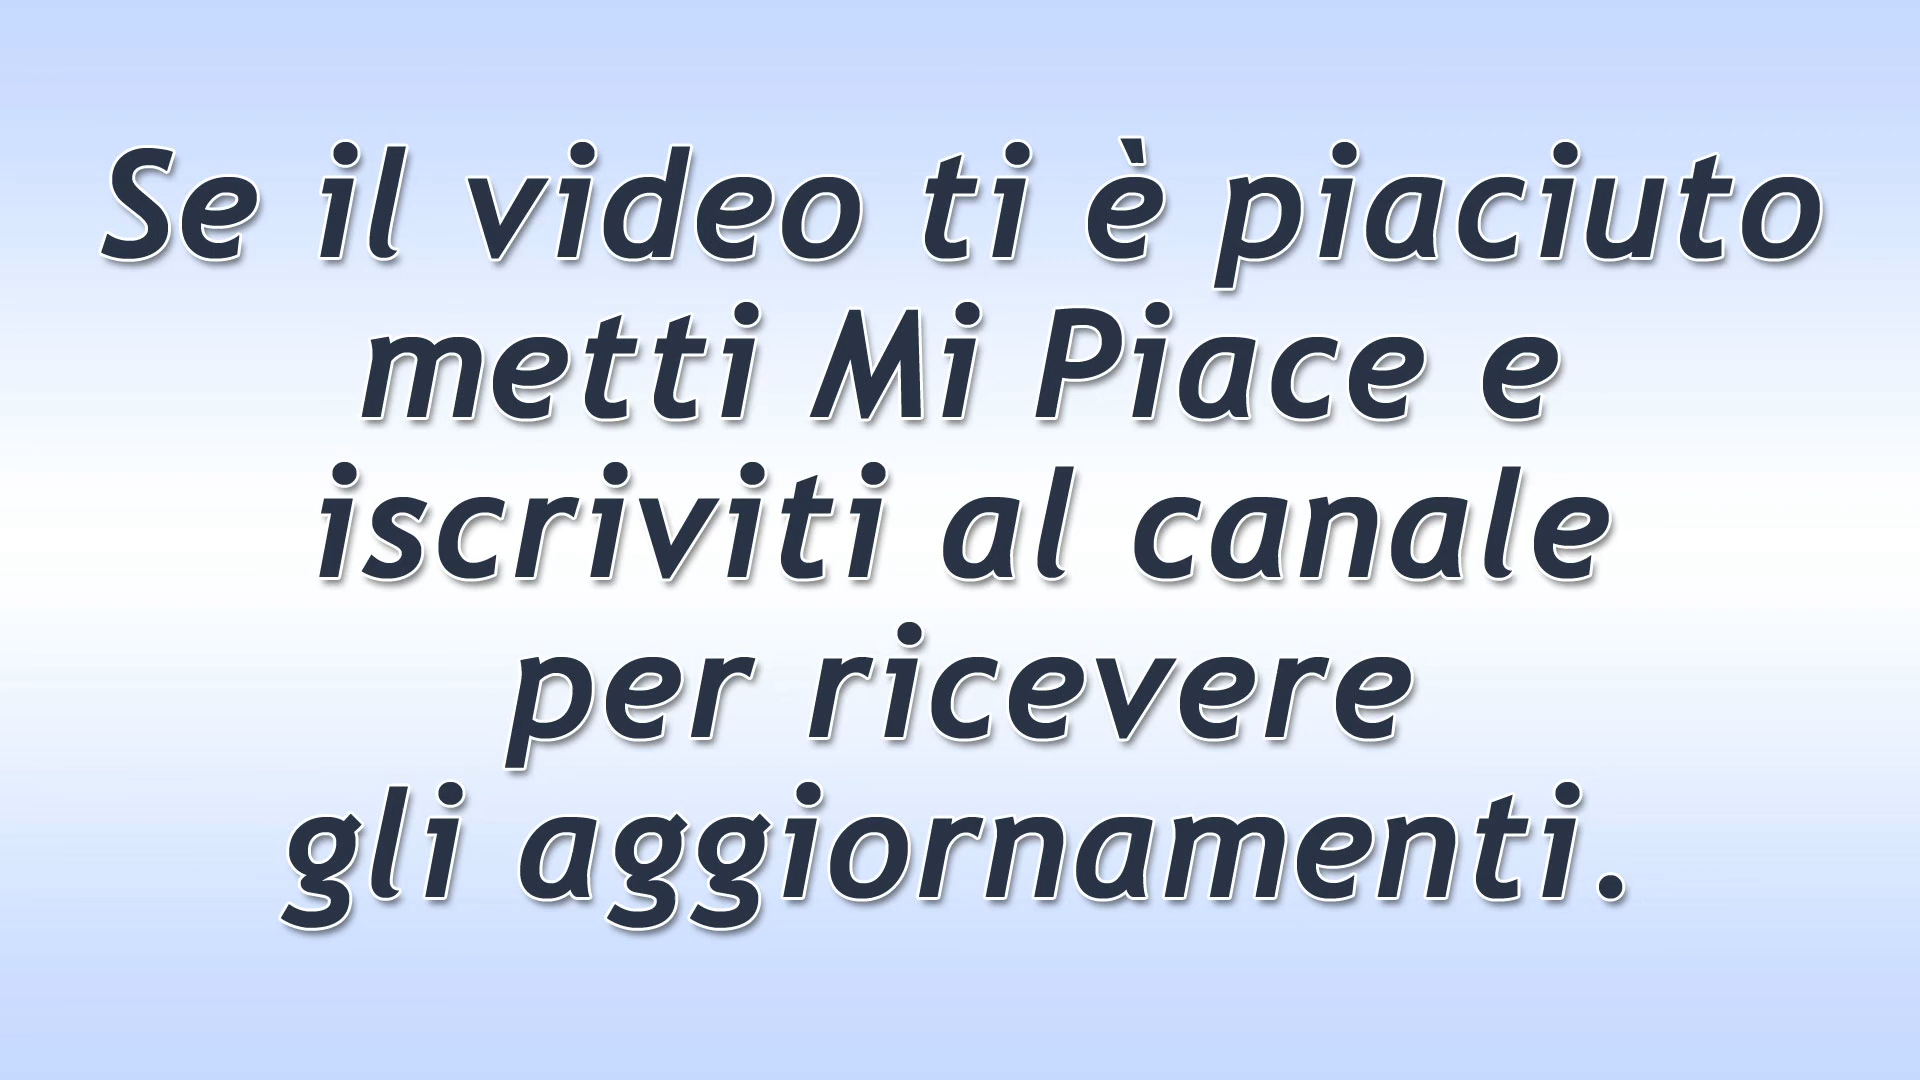 Se il video ti è piaciuto
metti Mi Piace e
iscriviti al canale
per ricevere
gli aggiornamenti.